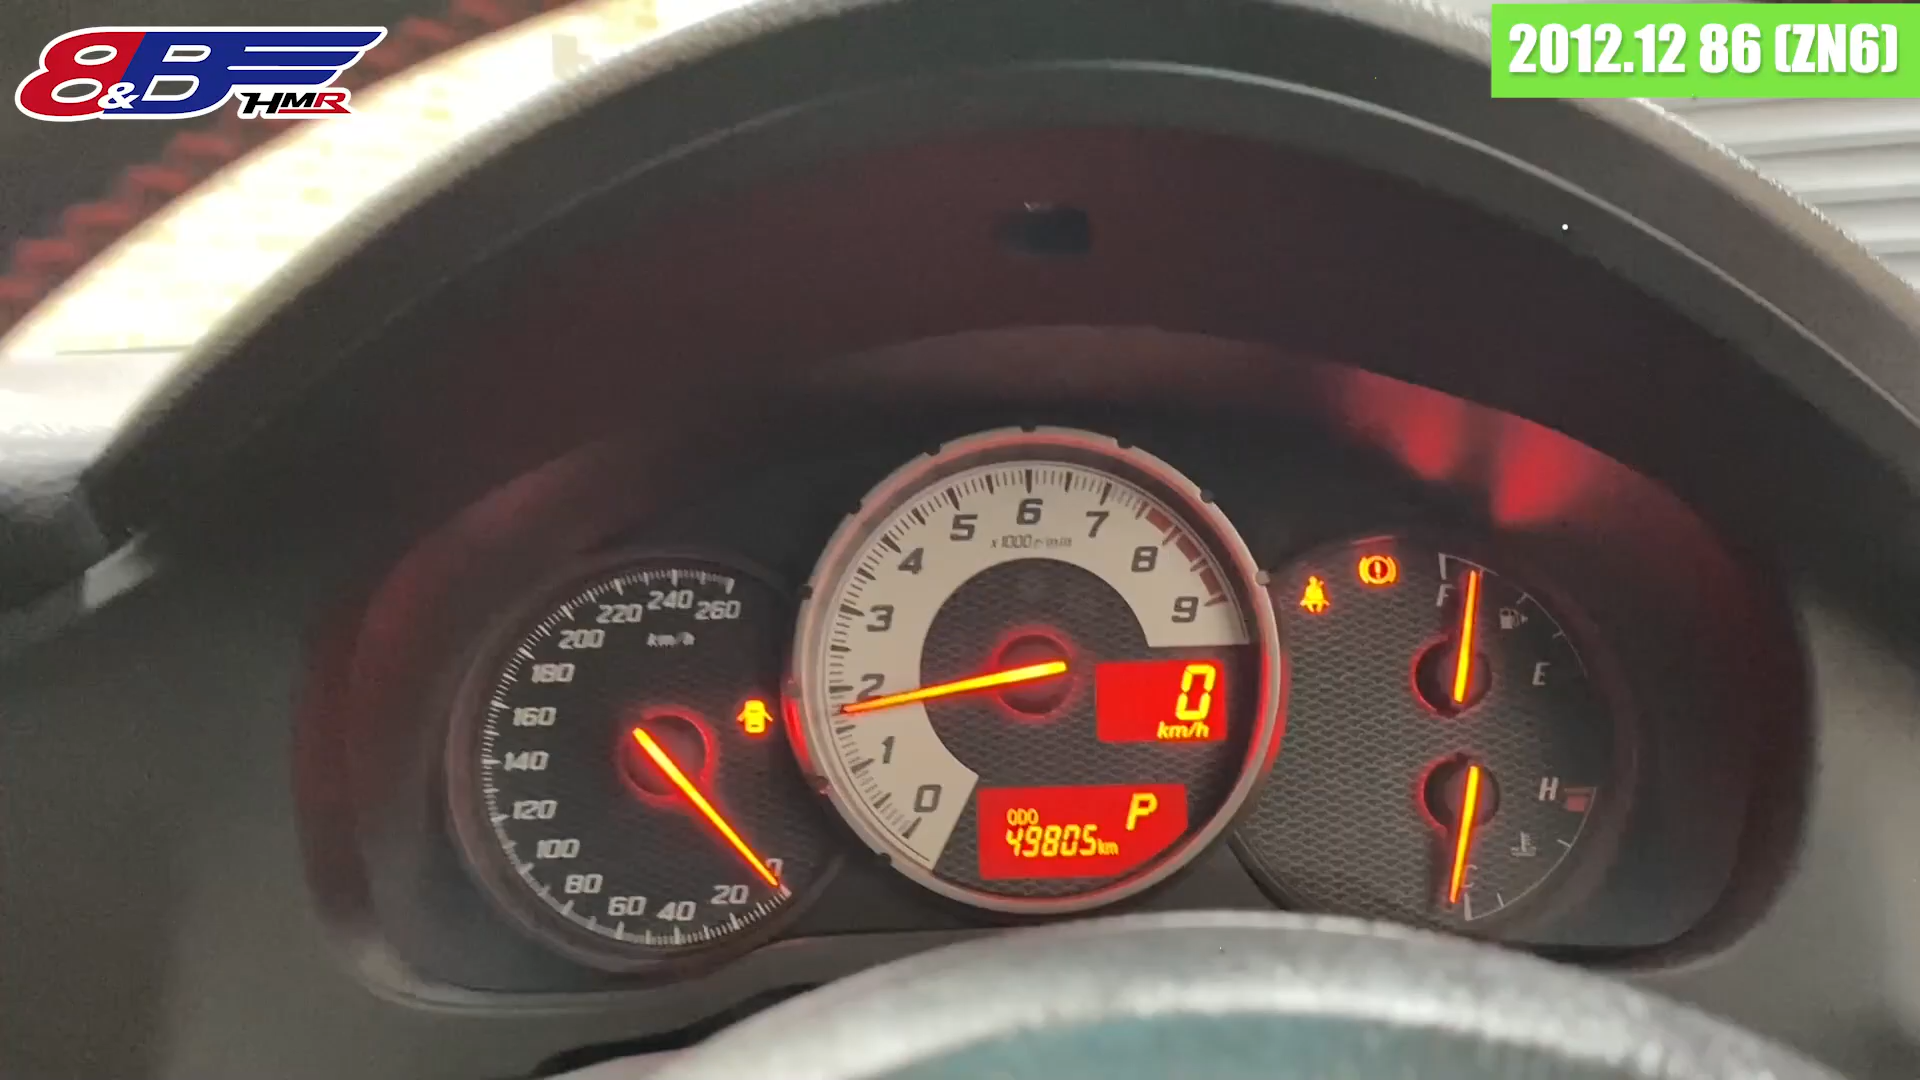 8&B HMR
2012.12 86 (ZN6)
220 240 260
200 km/h
180
160
140
120
100
80
60 40 20 0
5 6 7
x1000r/min
4 8
3 9
2
1
0
0
km/h
P
ODO
49805km
F
E
H
C